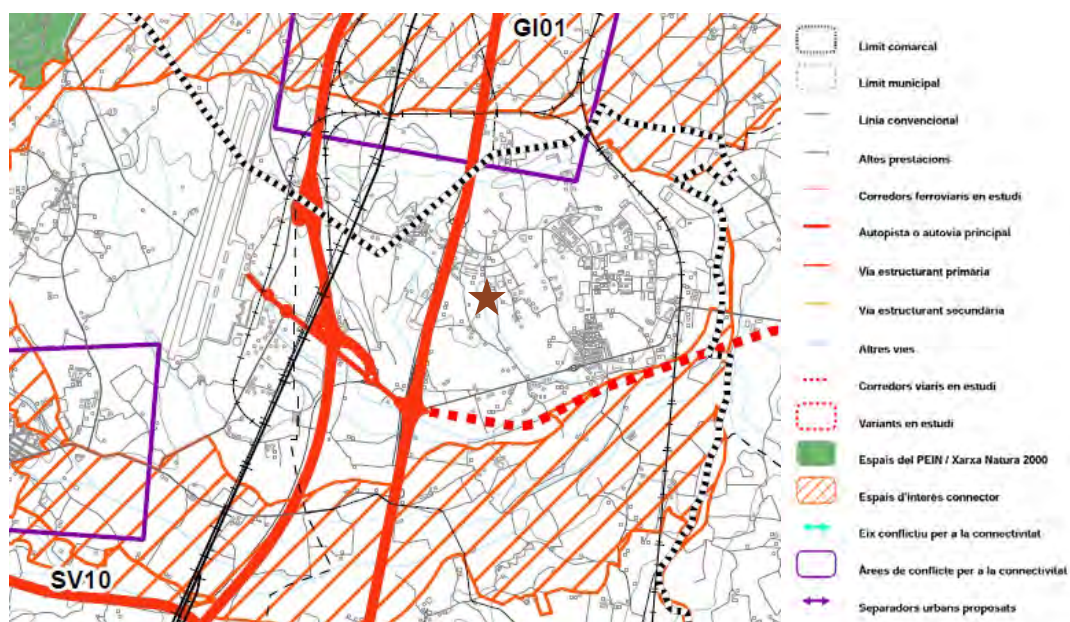 GI01
SV10
Límit comarcal
Límit municipal
Línia convencional
Altes prestacions
Corredors ferroviaris en estudi
Autopista o autovia principal
Via estructurant primària
Via estructurant secundària
Altres vies
Corredors viaris en estudi
Variants en estudi
Espais del PEIN / Xarxa Natura 2000
Espais d'interès connector
Eix conflictiu per a la connectivitat
Àrees de conflicte per a la connectivitat
Separadors urbans proposats